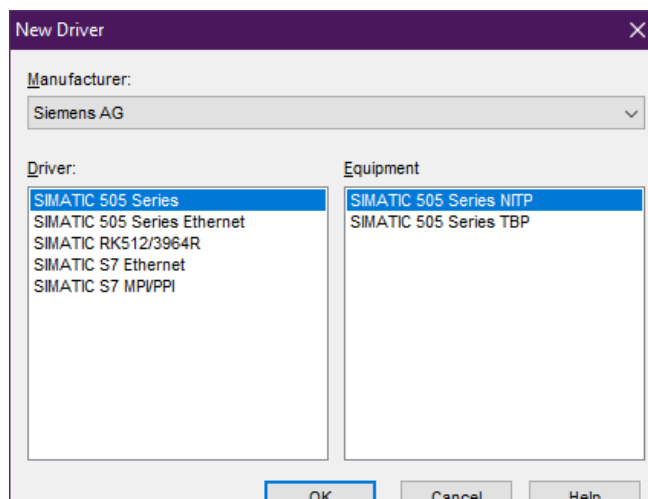 New Driver
Manufacturer:
Siemens AG
Driver:
Equipment
SIMATIC 505 Series
SIMATIC 505 Series Ethernet
SIMATIC RK512/3964R
SIMATIC S7 Ethernet
SIMATIC S7 MPI/PPI
SIMATIC 505 Series NITP
SIMATIC 505 Series TBP
OK
Cancel
Help